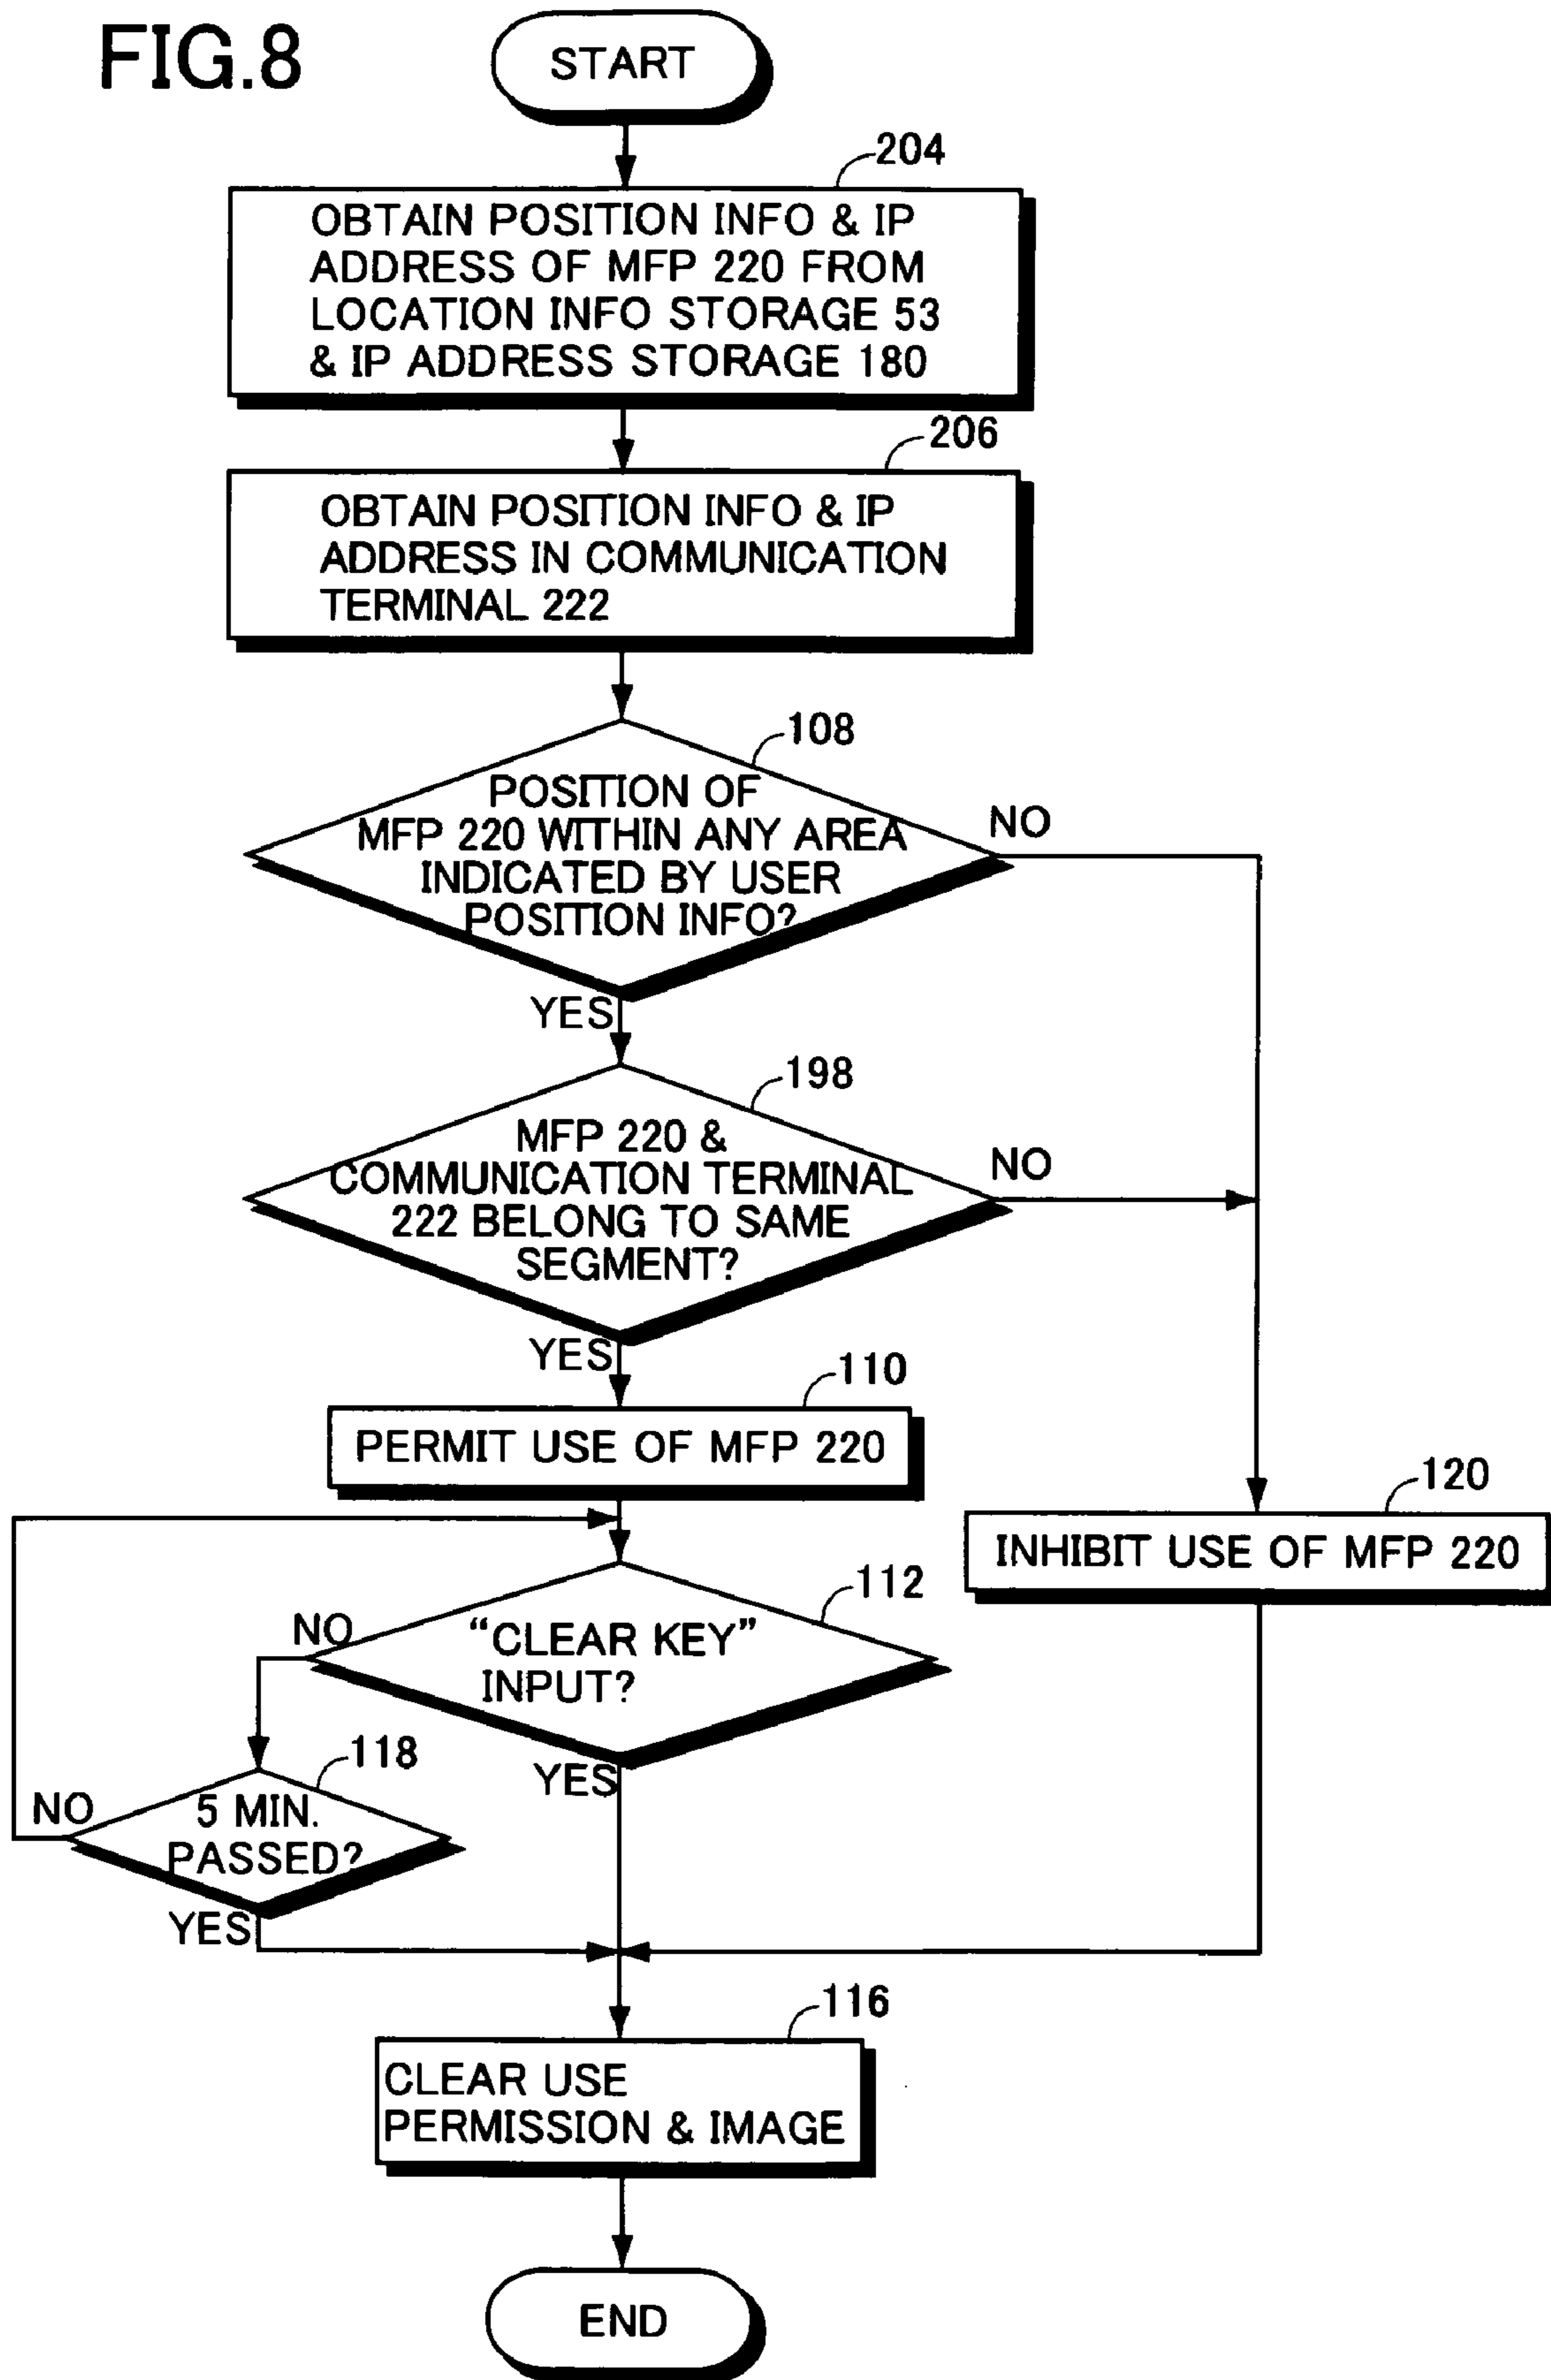 FIG.8
START
204
OBTAIN POSITION INFO & IP
ADDRESS OF MFP 220 FROM
LOCATION INFO STORAGE 53
& IP ADDRESS STORAGE 180
206
OBTAIN POSITION INFO & IP
ADDRESS IN COMMUNICATION
TERMINAL 222
108
POSITION OF
MFP 220 WITHIN ANY AREA
INDICATED BY USER
POSITION INFO?
NO
YES
198
MFP 220 &
COMMUNICATION TERMINAL
222 BELONG TO SAME
SEGMENT?
NO
YES
110
PERMIT USE OF MFP 220
120
INHIBIT USE OF MFP 220
112
“CLEAR KEY”
INPUT?
NO
YES
118
5 MIN.
PASSED?
NO
YES
116
CLEAR USE
PERMISSION & IMAGE
END